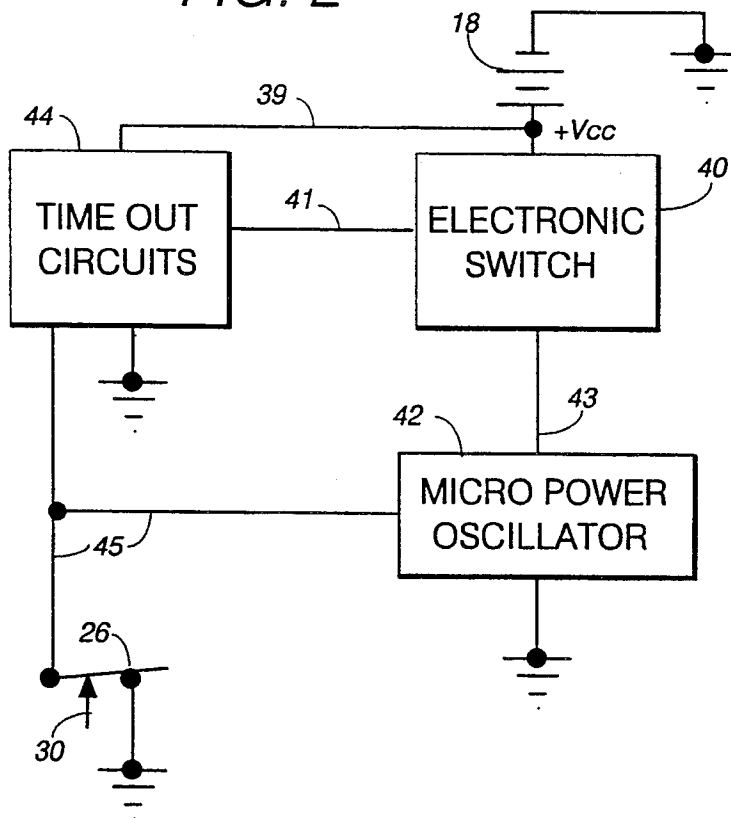 FIG. 2
18
39
44
+Vcc
40
TIME OUT
CIRCUITS
41
ELECTRONIC
SWITCH
43
42
MICRO POWER
OSCILLATOR
45
26
30